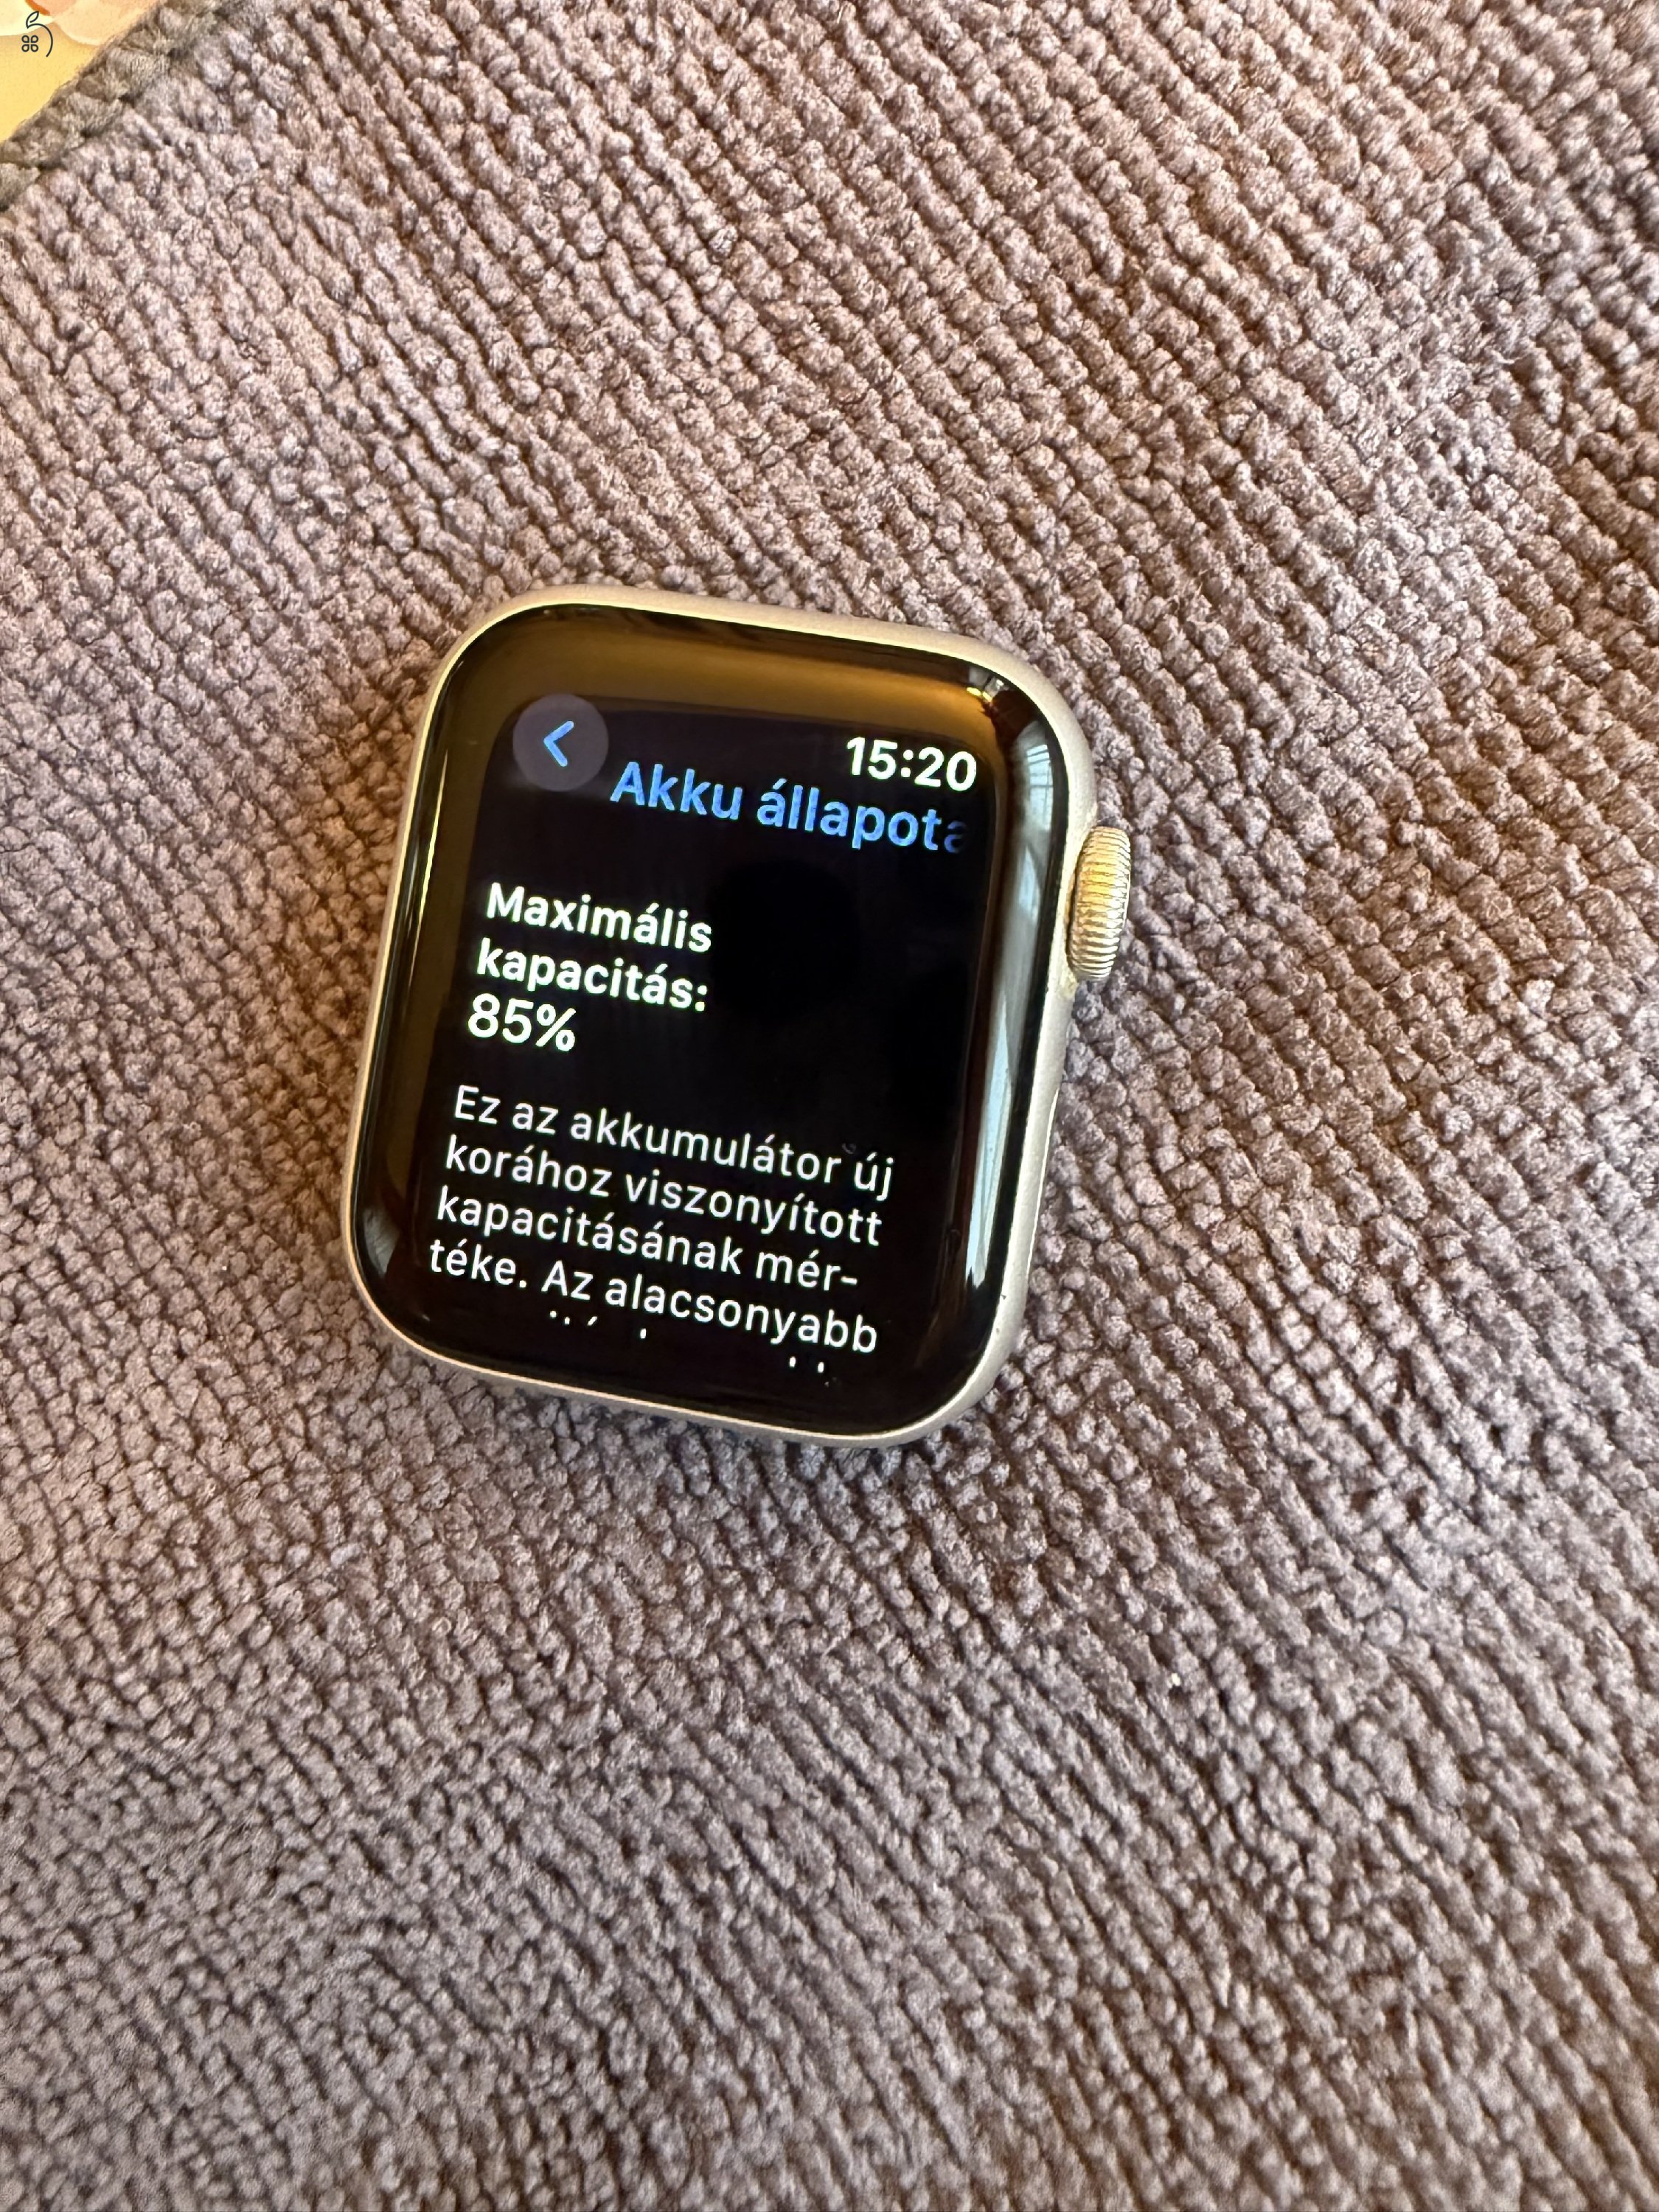 15:20
Akku állapota
Maximális
kapacitás:
85%
Ez az akkumulátor új
korához viszonyított
kapacitásának mér-
téke. Az alacsonyabb